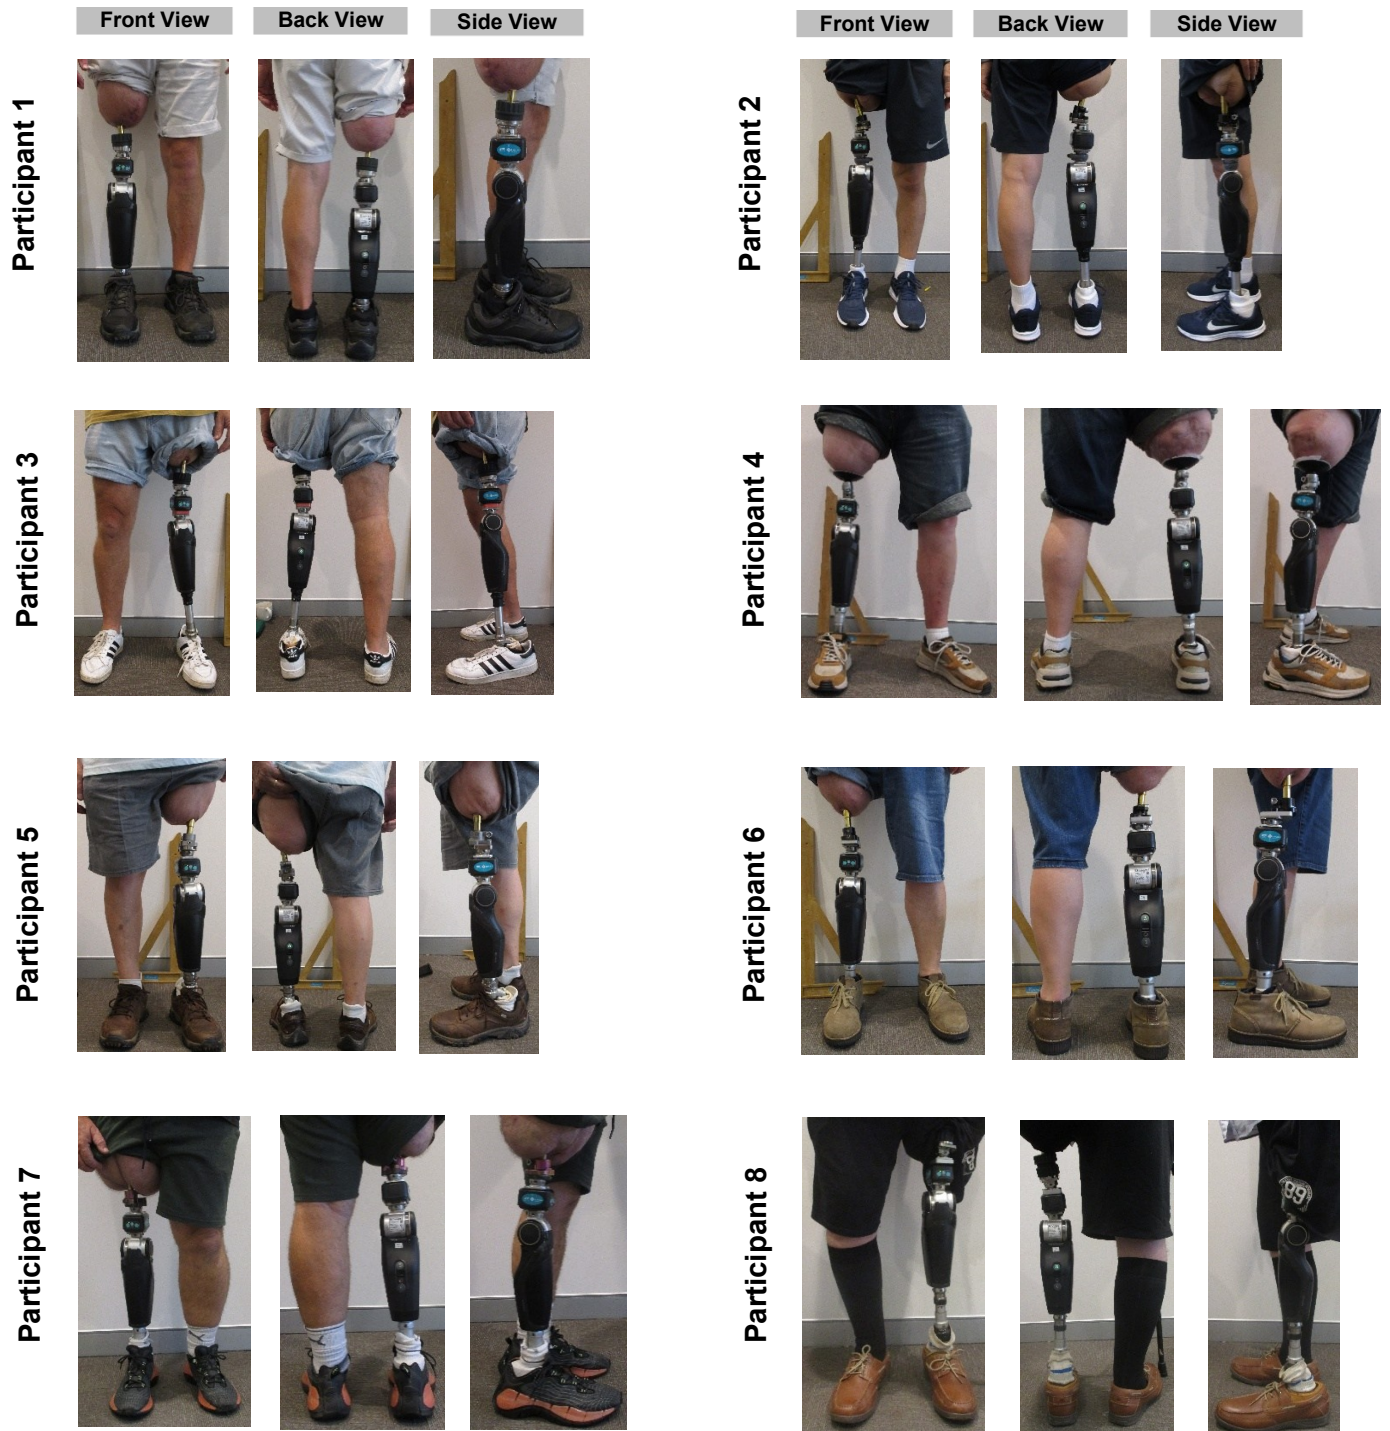 Front View Back View Side View Front View Back View Side View
Participant 1
Participant 2
Participant 3
Participant 4
Participant 5
Participant 6
Participant 7
Participant 8
89